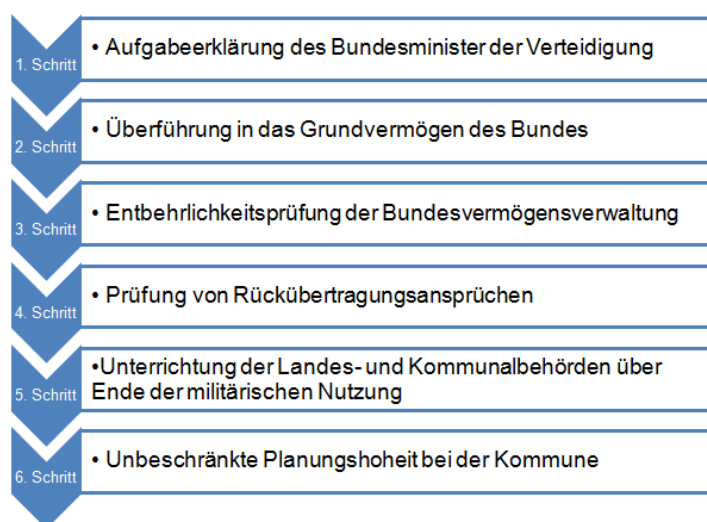 1. Schritt
• Aufgabeerklärung des Bundesminister der Verteidigung
2. Schritt
• Überführung in das Grundvermögen des Bundes
3. Schritt
• Entbehrlichkeitsprüfung der Bundesvermögensverwaltung
4. Schritt
• Prüfung von Rückübertragungsansprüchen
5. Schritt
•Unterrichtung der Landes- und Kommunalbehörden über
Ende der militärischen Nutzung
6. Schritt
• Unbeschränkte Planungshoheit bei der Kommune